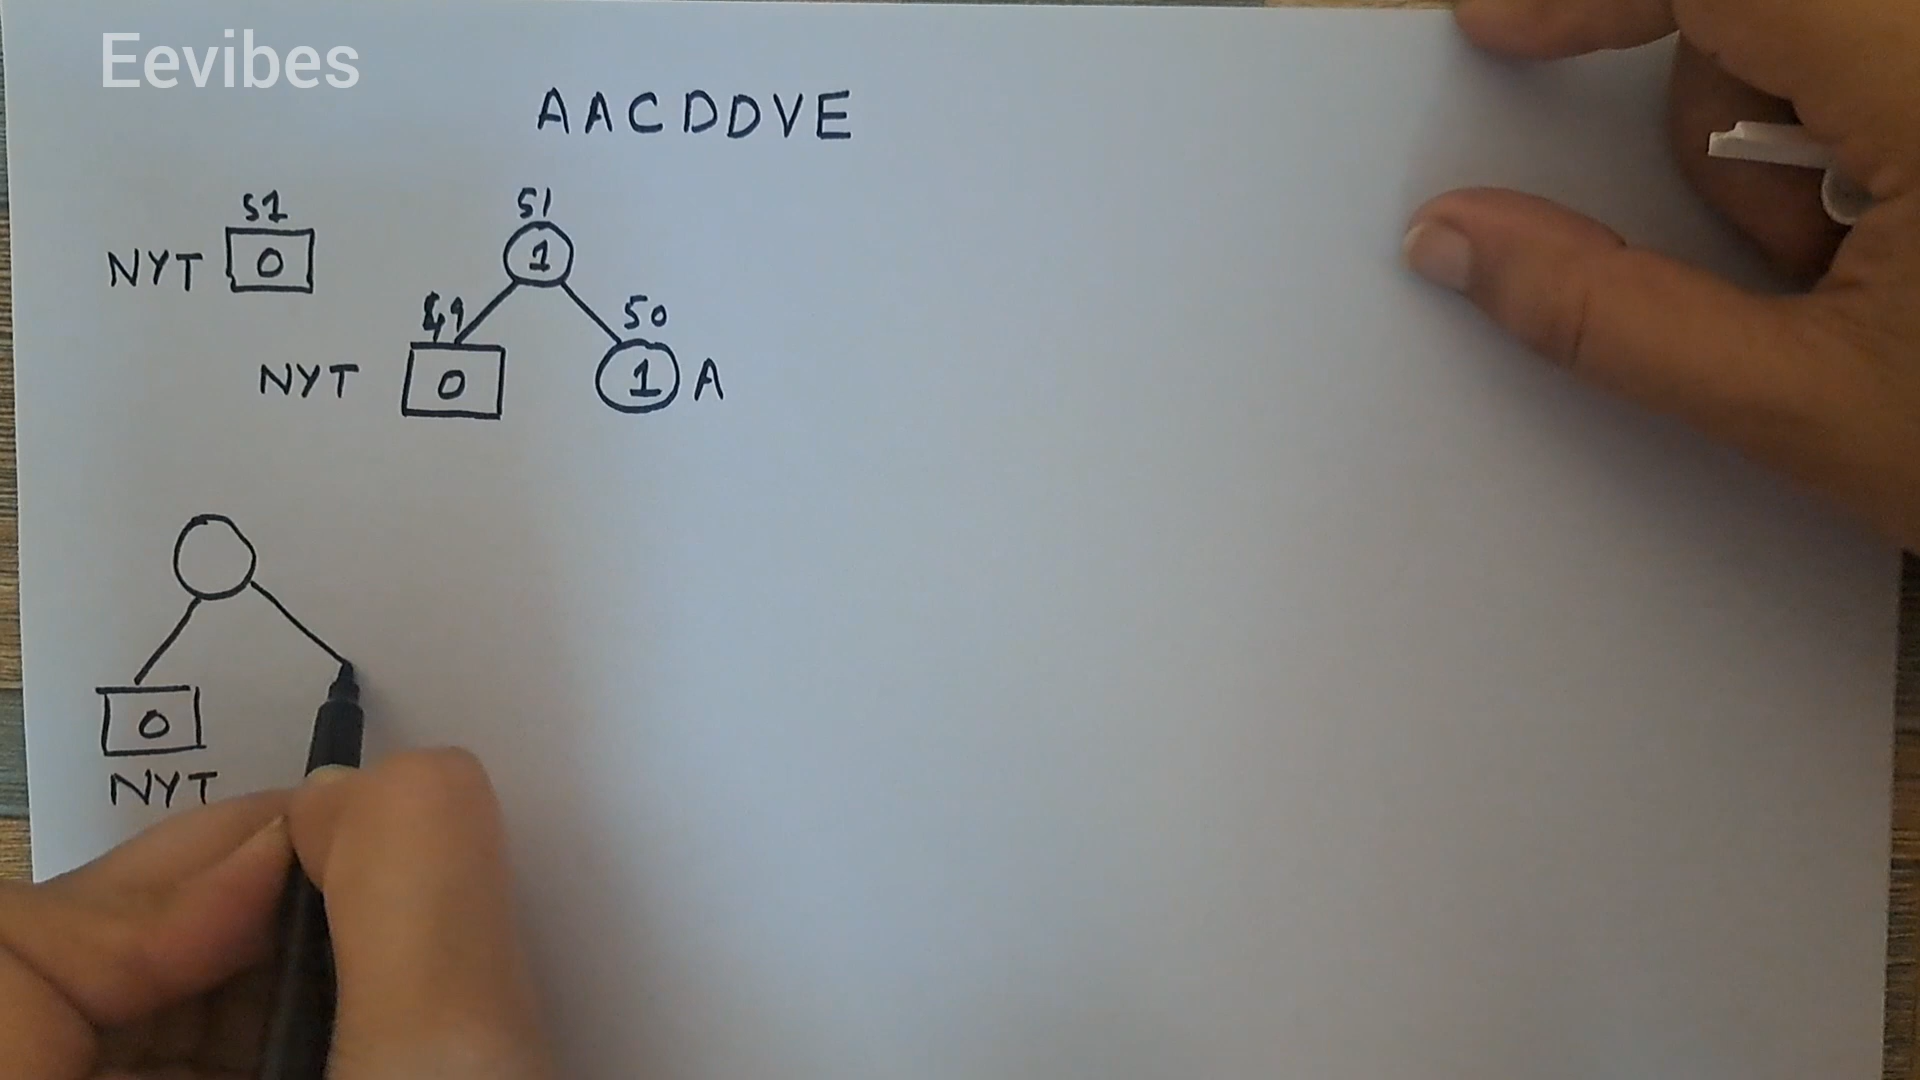 Eevibes
AACDDVE
51
NYT 0
51
1
49 50
NYT 0 1 A
0
NYT